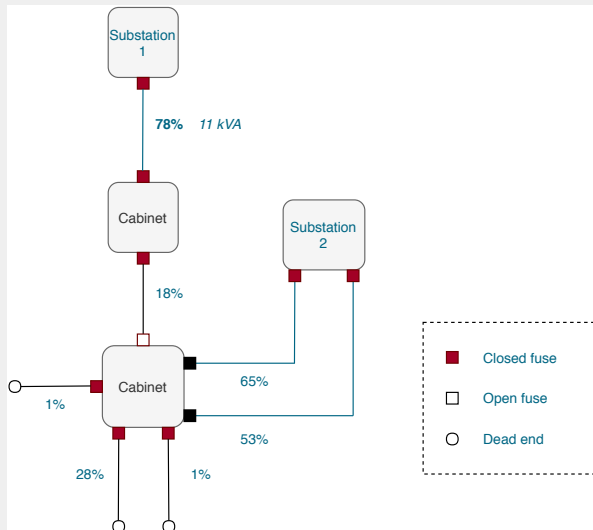 Substation
1
78% 11 kVA
Cabinet
Substation
2
18%
Cabinet
65%
1%
53%
28%
1%
Closed fuse
Open fuse
Dead end